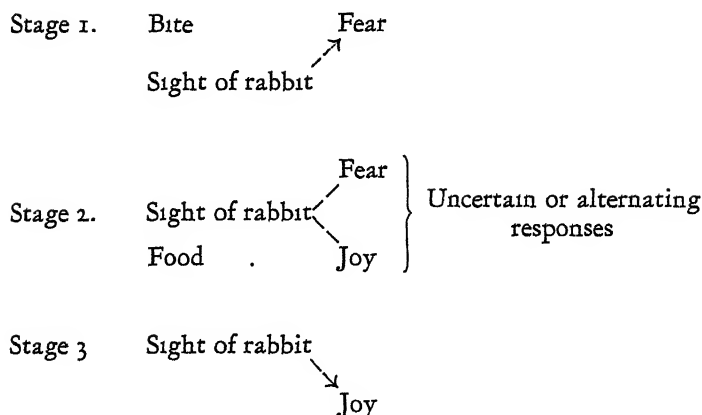 Stage 1. Bite Fear
Sight of rabbit
Fear
Stage 2. Sight of rabbit Uncertain or alternating
responses
Food . Joy
Stage 3 Sight of rabbit
Joy